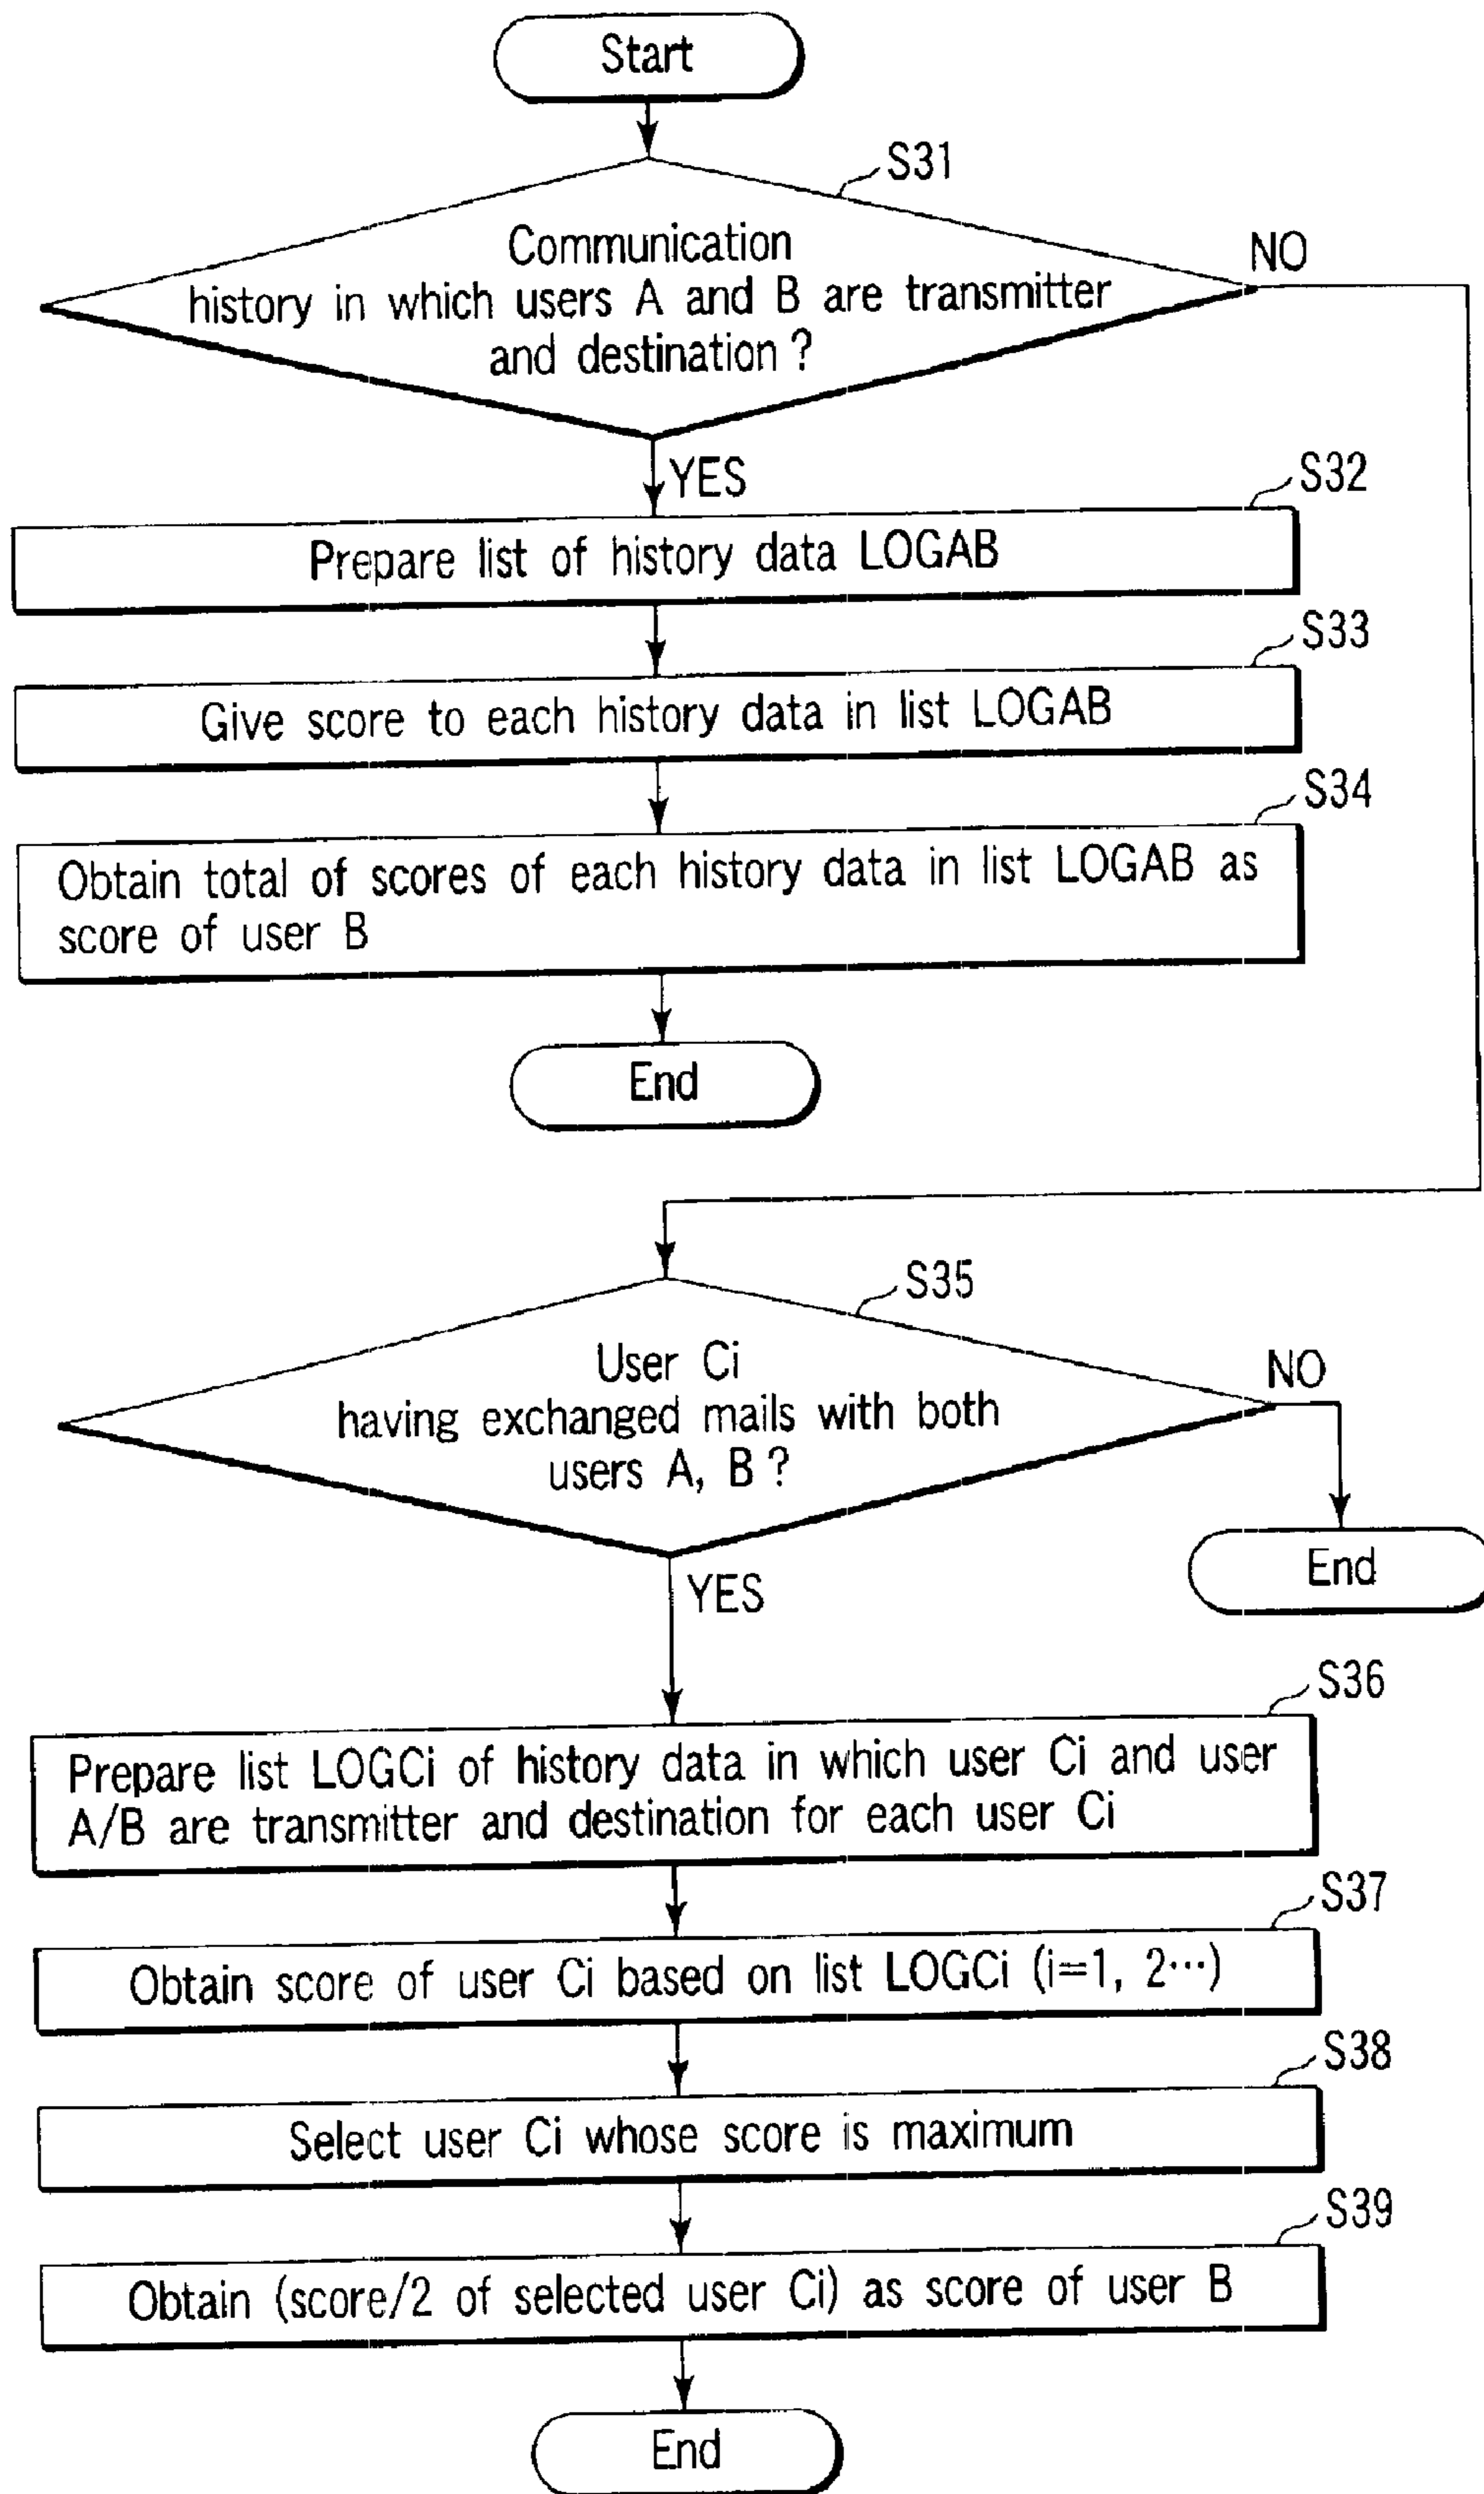 Start
S31
Communication
history in which users A and B are transmitter
and destination ?
NO
YES
S32
Prepare list of history data LOGAB
S33
Give score to each history data in list LOGAB
S34
Obtain total of scores of each history data in list LOGAB as
score of user B
End
S35
User Ci
having exchanged mails with both
users A, B ?
NO
End
YES
S36
Prepare list LOGCi of history data in which user Ci and user
A/B are transmitter and destination for each user Ci
S37
Obtain score of user Ci based on list LOGCi (i=1, 2···)
S38
Select user Ci whose score is maximum
S39
Obtain (score/2 of selected user Ci) as score of user B
End